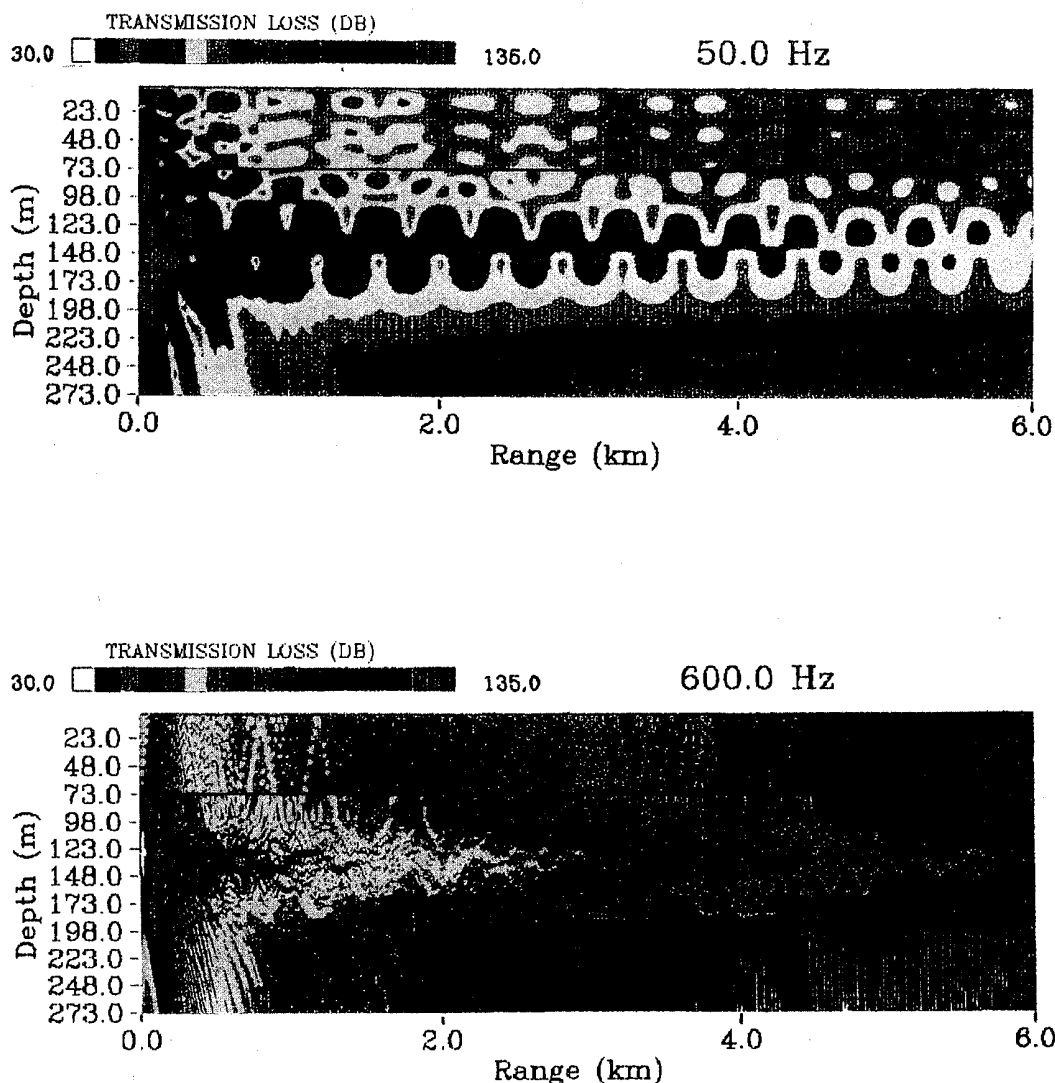 TRANSMISSION LOSS (DB)
30.0 135.0 50.0 Hz
23.0
48.0
73.0
98.0
123.0
148.0
173.0
198.0
223.0
248.0
273.0
Depth (m)
0.0 2.0 4.0 6.0
Range (km)
TRANSMISSION LOSS (DB)
30.0 135.0 600.0 Hz
23.0
48.0
73.0
98.0
123.0
148.0
173.0
198.0
223.0
248.0
273.0
Depth (m)
0.0 2.0 4.0 6.0
Range (km)